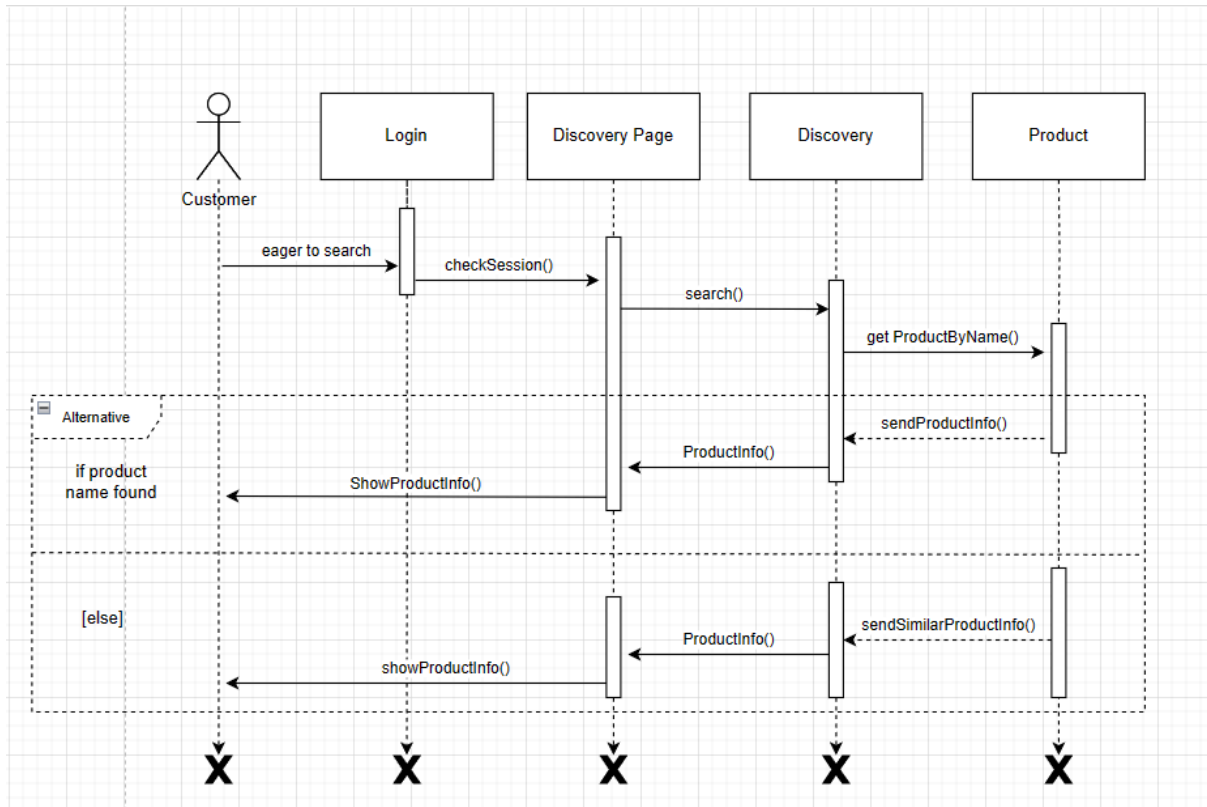 Login
Discovery Page
Discovery
Product
Customer
eager to search
checkSession()
search()
get ProductByName()
Alternative
sendProductInfo()
ProductInfo()
if product
name found
ShowProductInfo()
[else]
sendSimilarProductInfo()
ProductInfo()
showProductInfo()
X X X X X